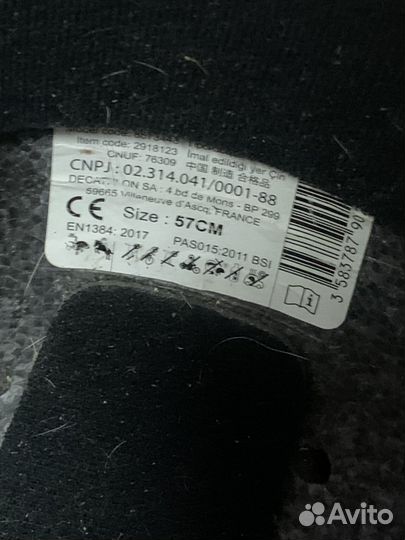 Item code: 2918123
CNUF: 76309
Imal edildigi yer Çin
中国 制造 合格品
CNPJ : 02.314.041/0001-88
DECATHLON SA : 4.bd de Mons - BP 299
59665 Villeneuve d'Ascq, FRANCE
CE Size : 57CM
EN1384: 2017 PAS015:2011 BSI
3 583787 90
Avito